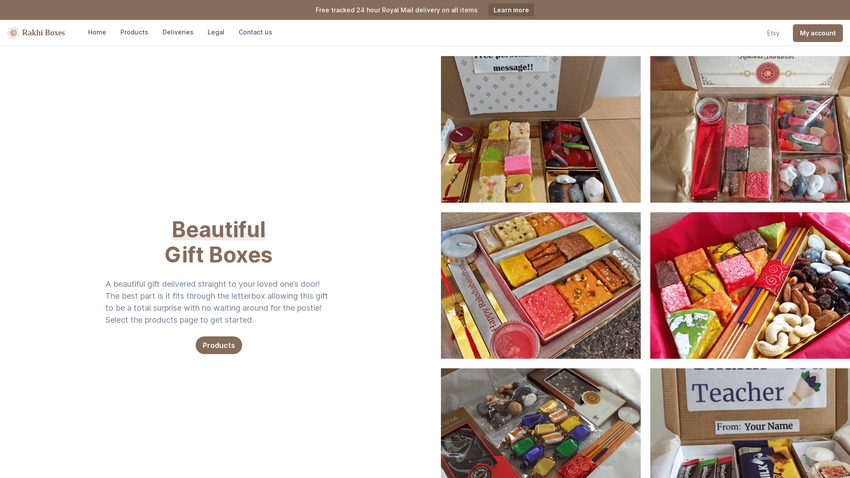 Free tracked 24 hour Royal Mail delivery on all items
Learn more
Rakhi Boxes
Home
Products
Deliveries
Legal
Contact us
Etsy
My account
Beautiful
Gift Boxes
A beautiful gift delivered straight to your loved one's door!
The best part is it fits through the letterbox allowing this gift
to be a total surprise with no waiting around for the postie!
Select the products page to get started.
Products
message!!
Happy Rakshabandhan
Teacher
From: Your Name